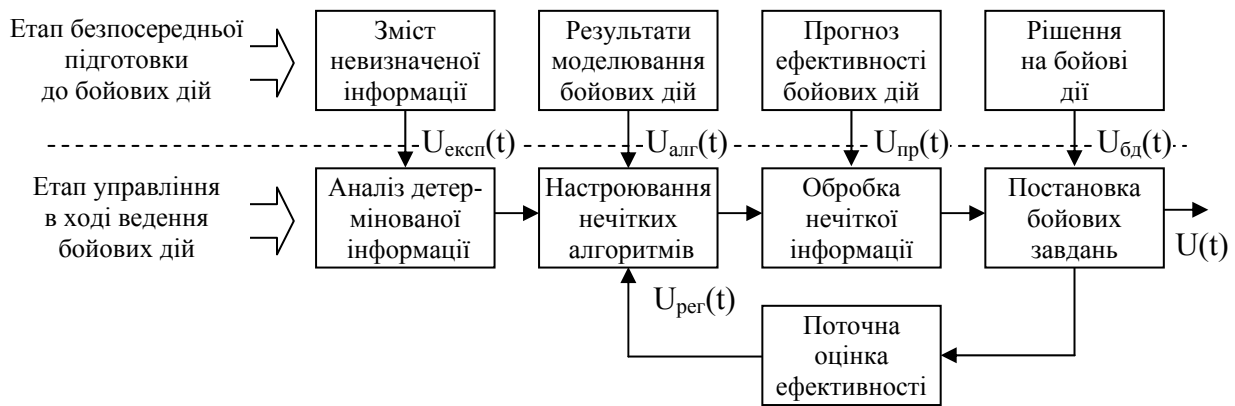 Етап безпосередньої
підготовки
до бойових дій
Зміст
невизначеної
інформації
Результати
моделювання
бойових дій
Прогноз
ефективності
бойових дій
Рішення
на бойові
дії
Uексп(t)
Uалг(t)
Uпр(t)
Uбд(t)
Етап управління
в ході ведення
бойових дій
Аналіз детер-
мінованої
інформації
Настроювання
нечітких
алгоритмів
Обробка
нечіткої
інформації
Постановка
бойових
завдань
U(t)
Uрег(t)
Поточна
оцінка
ефективності